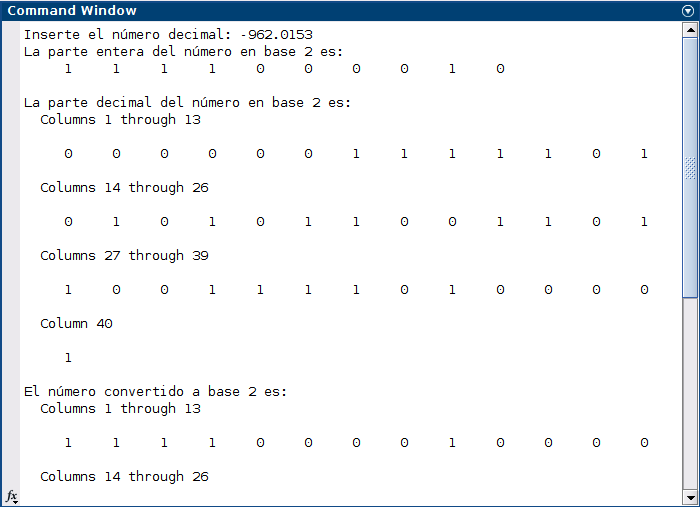 Command Window
Inserte el número decimal: -962.0153
La parte entera del número en base 2 es:
1 1 1 1 0 0 0 0 1 0
La parte decimal del número en base 2 es:
Columns 1 through 13
0 0 0 0 0 0 1 1 1 1 1 0 1
Columns 14 through 26
0 1 0 1 0 1 1 0 0 1 1 0 1
Columns 27 through 39
1 0 0 1 1 1 1 0 1 0 0 0 0
Column 40
1
El número convertido a base 2 es:
Columns 1 through 13
1 1 1 1 0 0 0 0 1 0 0 0 0
Columns 14 through 26
fx